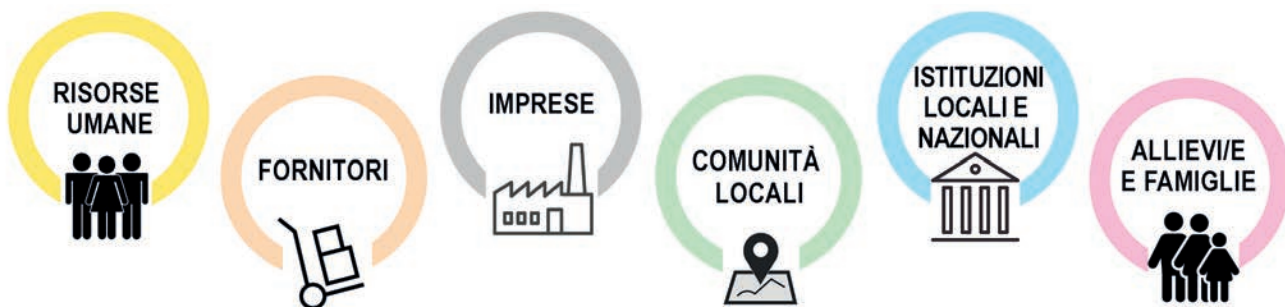 RISORSE
UMANE
FORNITORI
IMPRESE
COMUNITÀ
LOCALI
ISTITUZIONI
LOCALI E
NAZIONALI
ALLIEVI/E
E FAMIGLIE